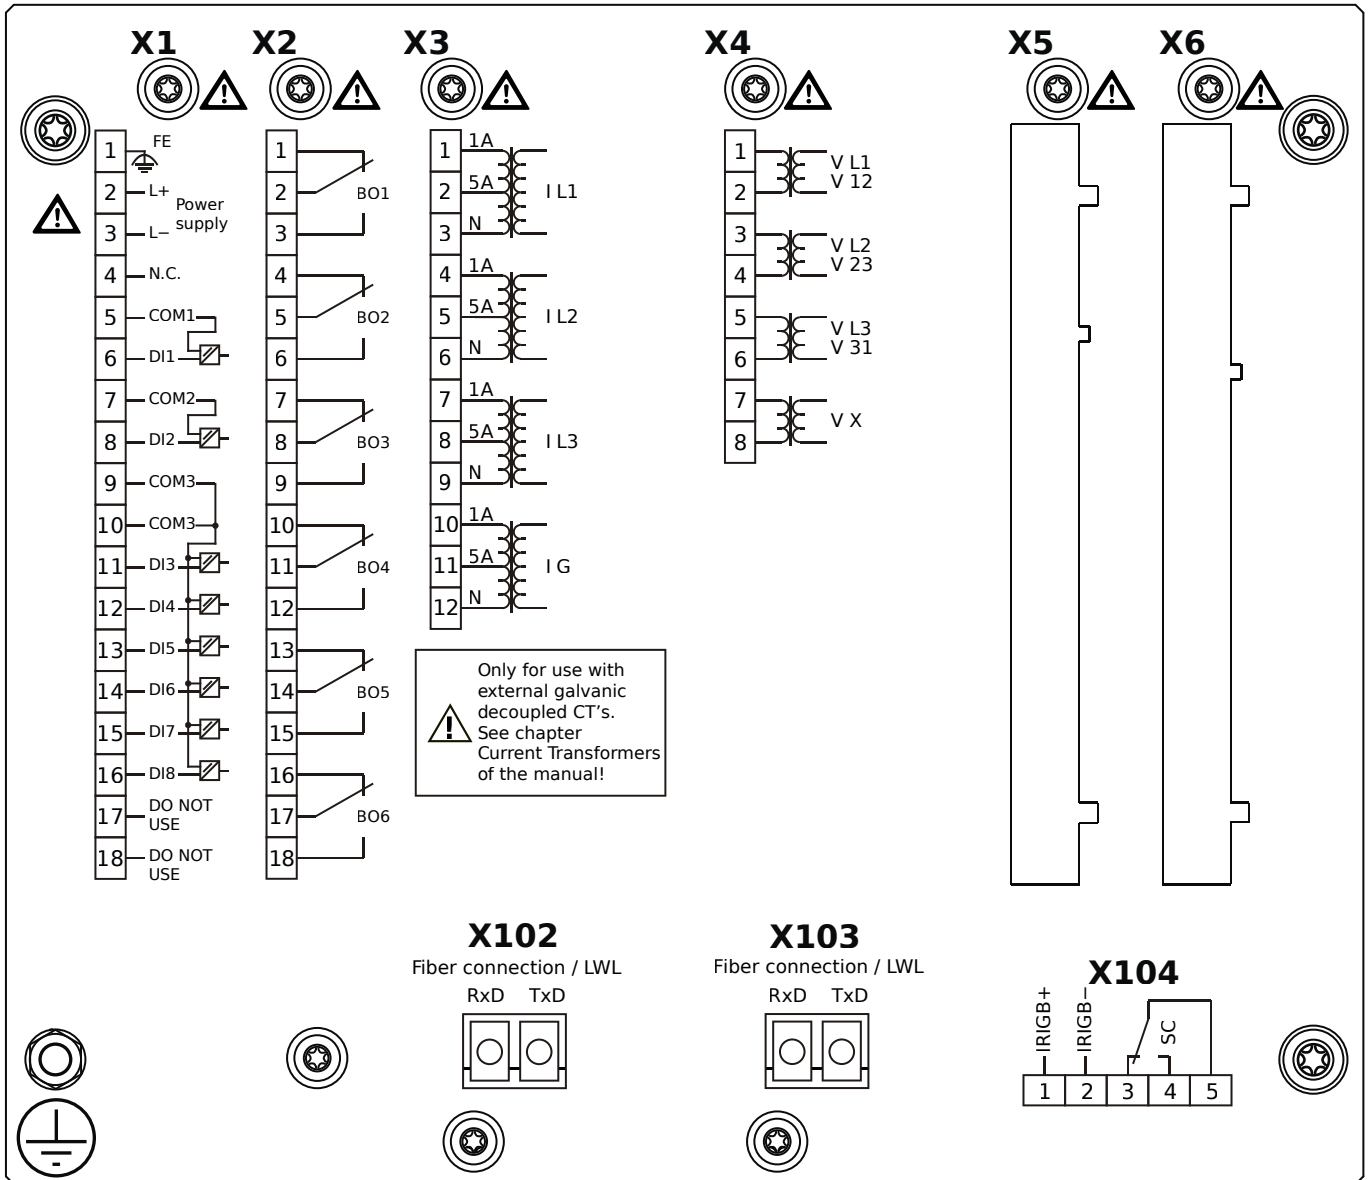 X1
X2
X3
X4
X5
X6
1
FE
2
L+
Power
supply
3
L−
4
N.C.
5
COM1
6
DI1
7
COM2
8
DI2
9
COM3
10
COM3
11
DI3
12
DI4
13
DI5
14
DI6
15
DI7
16
DI8
17
DO NOT
USE
18
DO NOT
USE
1
2
BO1
3
4
5
BO2
6
7
8
BO3
9
10
11
BO4
12
13
14
BO5
15
16
17
BO6
18
1
1A
2
5A
I L1
3
N
4
1A
5
5A
I L2
6
N
7
1A
8
5A
I L3
9
N
10
1A
11
5A
I G
12
N
Only for use with
external galvanic
decoupled CT's.
See chapter
Current Transformers
of the manual!
1
V L1
2
V 12
3
V L2
4
V 23
5
V L3
6
V 31
7
V X
8
X102
Fiber connection / LWL
RxD TxD
X103
Fiber connection / LWL
RxD TxD
X104
IRIGB+
IRIGB−
SC
1 2 3 4 5